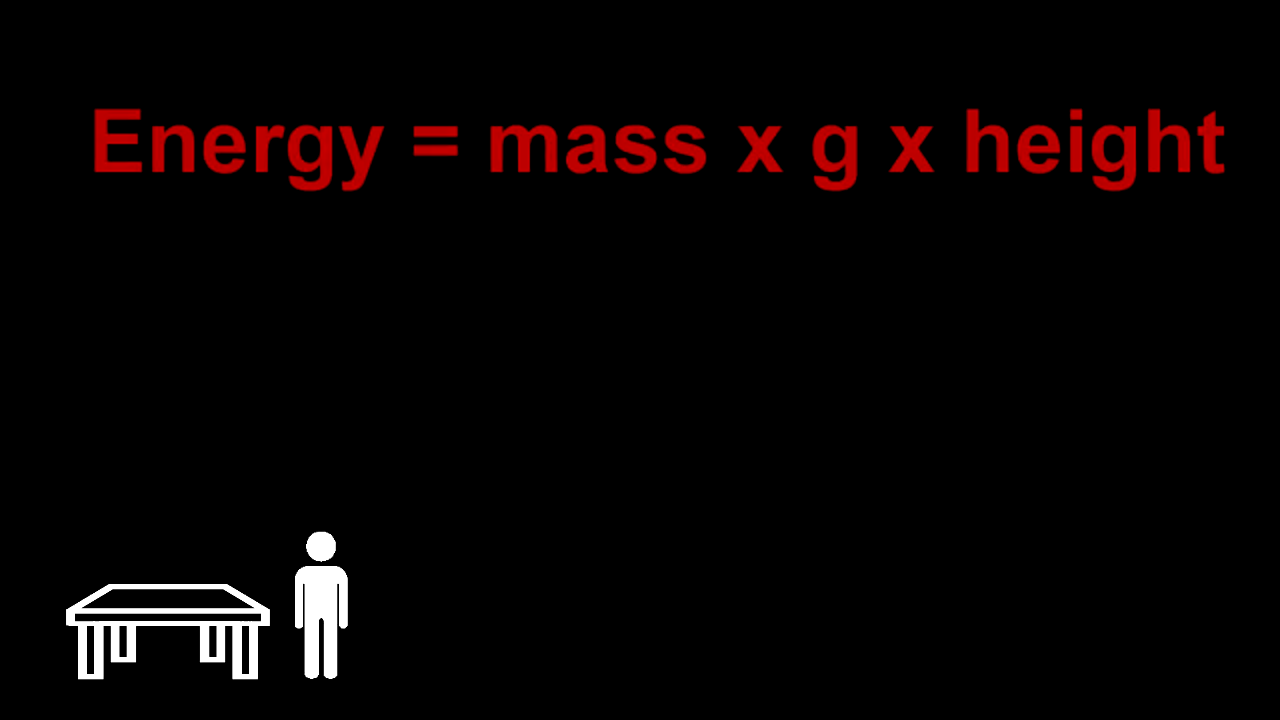 Energy = mass x g x height